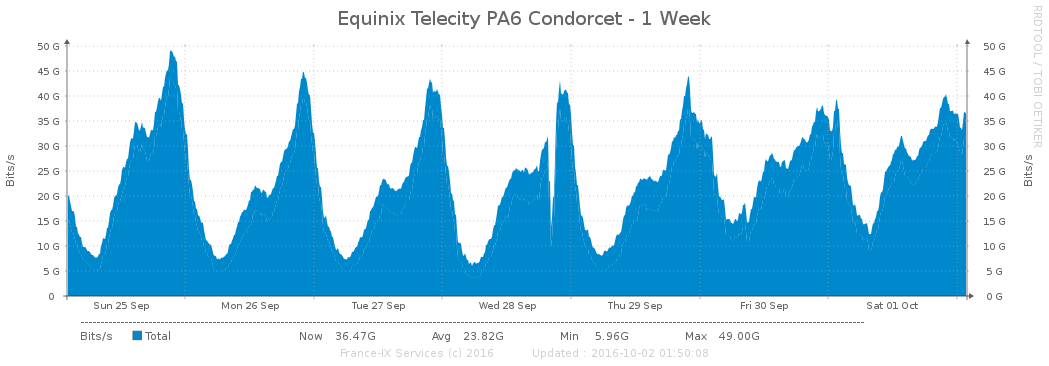 Equinix Telecity PA6 Condorcet - 1 Week
RRDTOOL / TOBI OETIKER
Bits/s
50 G 50 G
45 G 45 G
40 G 40 G
35 G 35 G
30 G 30 G
25 G 25 G
20 G 20 G
15 G 15 G
10 G 10 G
5 G 5 G
0 0 G
Bits/s
Sun 25 Sep Mon 26 Sep Tue 27 Sep Wed 28 Sep Thu 29 Sep Fri 30 Sep Sat 01 Oct
Bits/s Total Now 36.47G Avg 23.82G Min 5.96G Max 49.00G
France-IX Services (c) 2016 Updated : 2016-10-02 01:50:08